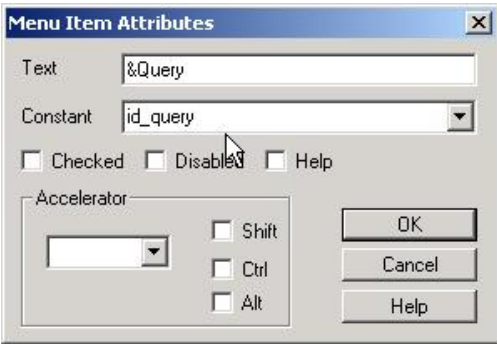 Menu Item Attributes
Text &Query
Constant id_query
Checked Disabled Help
Accelerator
Shift
Ctrl
Alt
OK
Cancel
Help